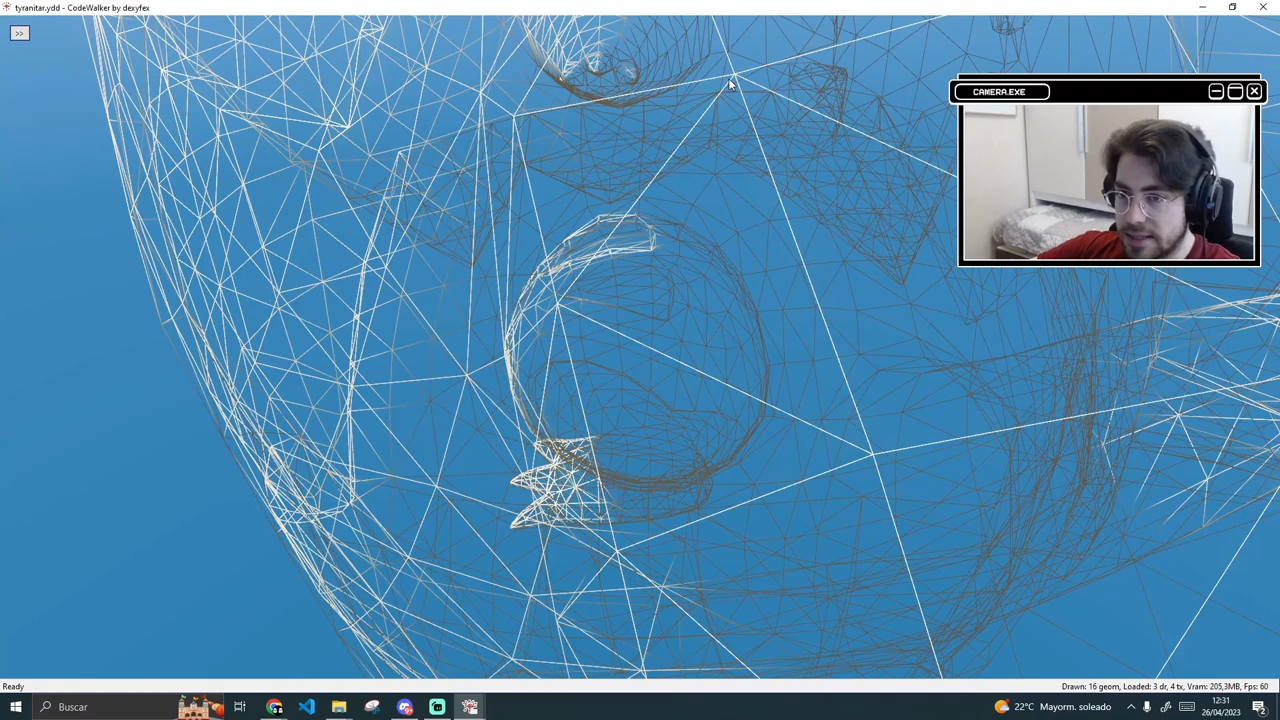 tyranitar.ydd - CodeWalker by dexyfex
>>
CAMERA.EXE
Ready
Drawn: 16 geom, Loaded: 3 dr, 4 tx, Vram: 205,3MB, Fps: 60
Buscar
22°C Mayorm. soleado
12:31
26/04/2023
2